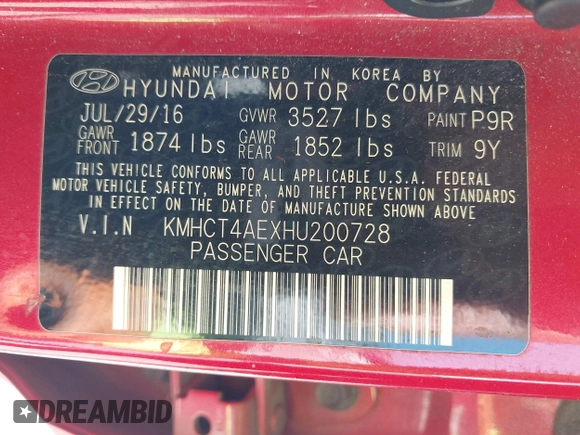 MANUFACTURED IN KOREA BY
HYUNDAI MOTOR COMPANY
JUL/29/16 GVWR 3527 lbs PAINT P9R
GAWR FRONT 1874 lbs GAWR REAR 1852 lbs TRIM 9Y
THIS VEHICLE CONFORMS TO ALL APPLICABLE U.S.A. FEDERAL
MOTOR VEHICLE SAFETY, BUMPER, AND THEFT PREVENTION STANDARDS
IN EFFECT ON THE DATE OF MANUFACTURE SHOWN ABOVE
V.I.N KMHCT4AEXHU200728
PASSENGER CAR
DREAMBID